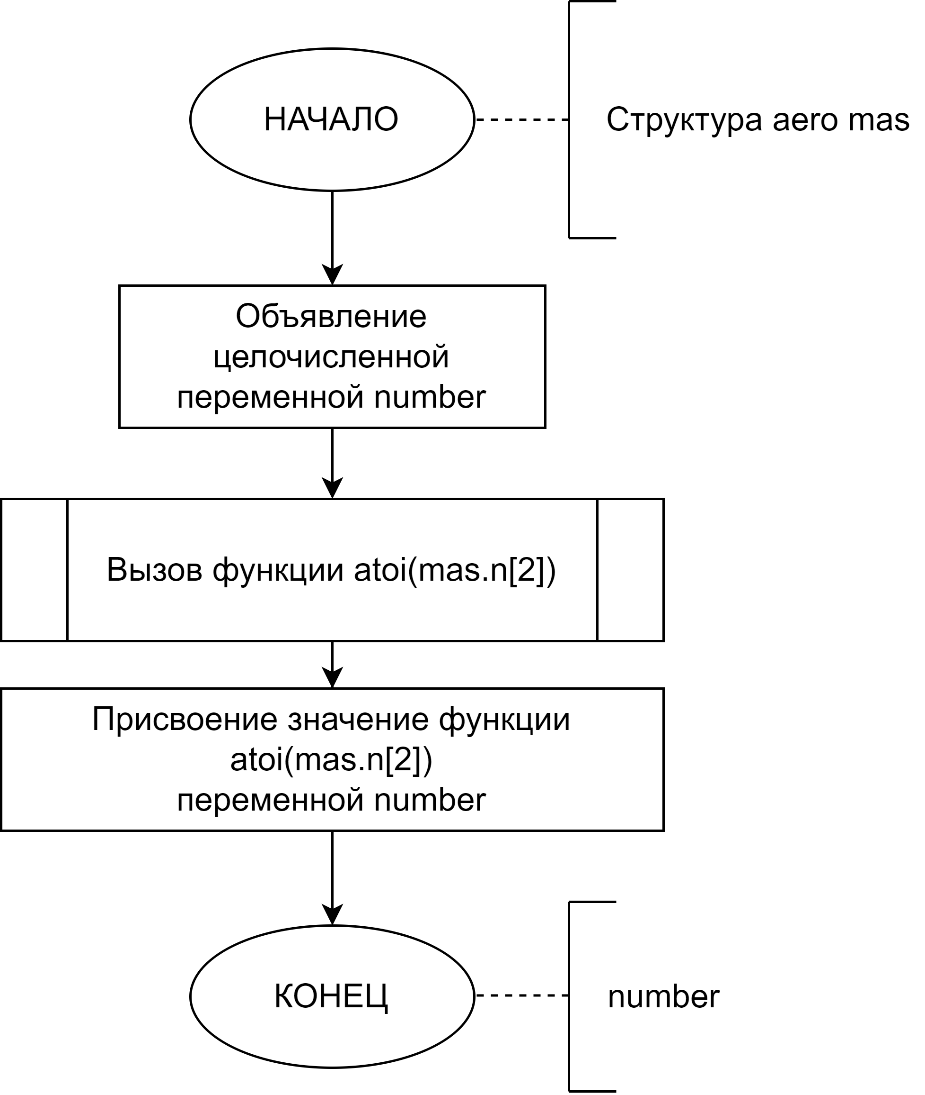 НАЧАЛО
Структура aero mas
Объявление
целочисленной
переменной number
Вызов функции atoi(mas.n[2])
Присвоение значение функции
atoi(mas.n[2])
переменной number
КОНЕЦ
number